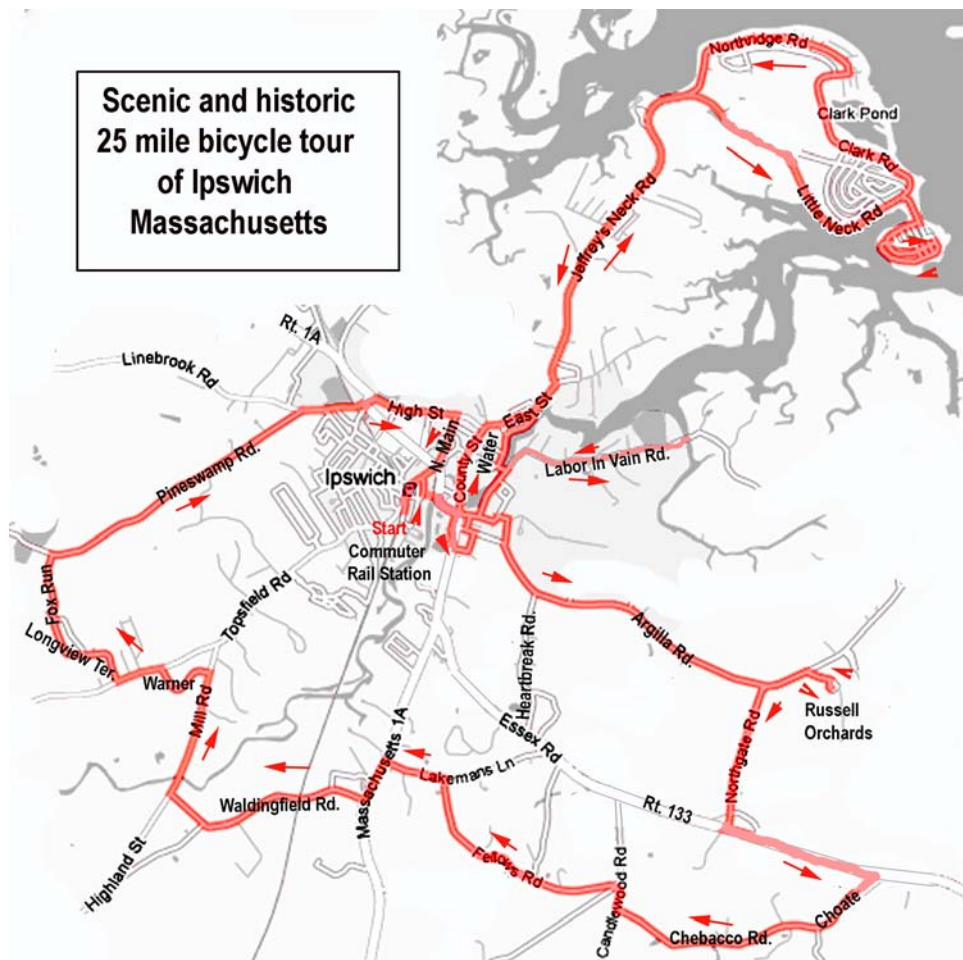 Scenic and historic
25 mile bicycle tour
of Ipswich
Massachusetts
Northridge Rd
Clark Pond
Clark Rd
Little Neck Rd
Jeffrey's Neck Rd
Rt. 1A
Linebrook Rd
High St
East St
N. Main
County St
Water
Labor In Vain Rd.
Pineswamp Rd.
Ipswich
Start
Commuter
Rail Station
Fox Run
Topsfield Rd
Longview Ter.
Warner
Mill Rd
Argilla Rd.
Heartbreak Rd.
Russell
Orchards
Northgate Rd
Essex Rd
Massachusetts 1A
Lakemans Ln
Waldingfield Rd.
Rt. 133
Highland St
Fellows Rd
Candlewood Rd
Choate
Chebacco Rd.